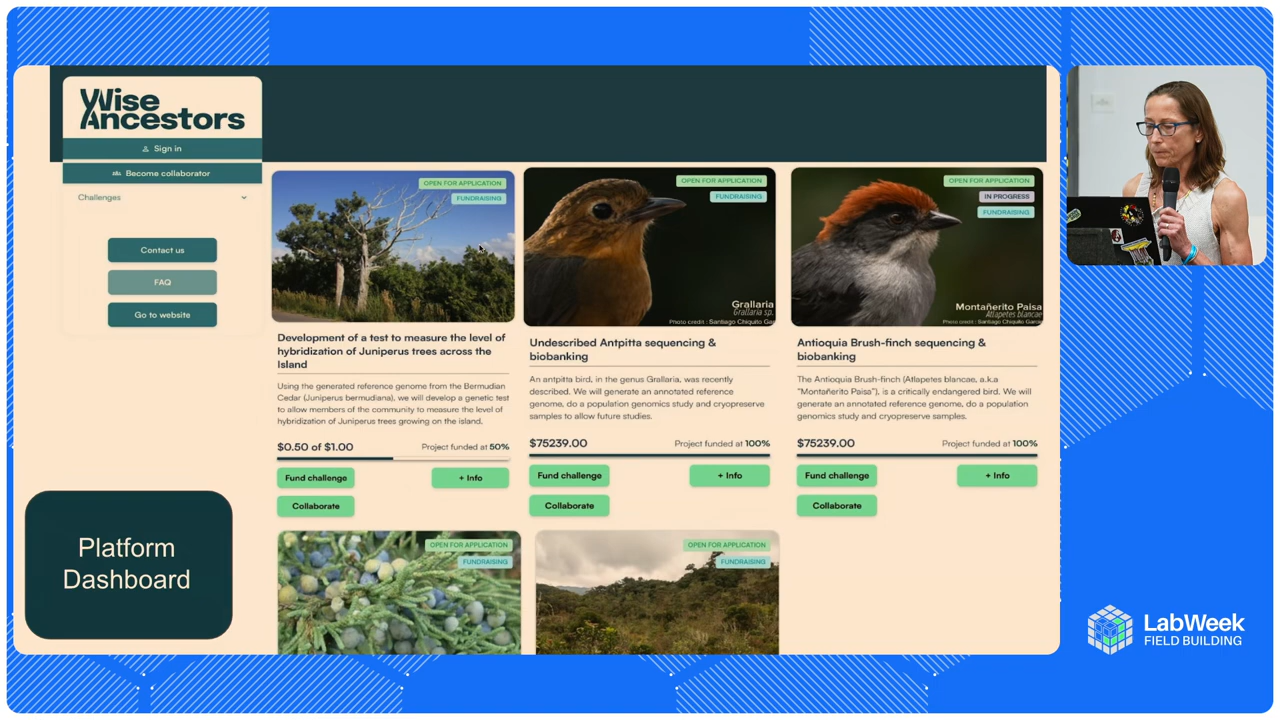 Wise
Ancestors
Sign in
Become collaborator
Challenges
Contact us
FAQ
Go to website
Platform
Dashboard
OPEN FOR APPLICATION
FUNDRAISING
Development of a test to measure the level of
hybridization of Juniperus trees across the
Island
Using the generated reference genome from the Bermudian
Cedar (Juniperus bermudiana), we will develop a genetic test
to allow members of the community to measure the level of
hybridization of Juniperus trees growing on the island.
$0.50 of $1.00 Project funded at 50%
Fund challenge + Info
Collaborate
OPEN FOR APPLICATION
FUNDRAISING
Grallaria
Grallaria sp.
Photo credit : Santiago Chiquito Gar
Undescribed Antpitta sequencing &
biobanking
An antpitta bird, in the genus Grallaria, was recently
described. We will generate an annotated reference
genome, do a population genomics study and cryopreserve
samples to allow future studies.
$75239.00 Project funded at 100%
Fund challenge + Info
Collaborate
OPEN FOR APPLICATION
IN PROGRESS
FUNDRAISING
Montañerito Paisa
Atlapetes blancae
Photo credit : Santiago Chiquito Garc
Antioquia Brush-finch sequencing &
biobanking
The Antioquia Brush-finch (Atlapetes blancae, a.k.a
"Montañerito Paisa"), is a critically endangered bird. We will
generate an annotated reference genome, do a population
genomics study and cryopreserve samples.
$75239.00 Project funded at 100%
Fund challenge + Info
Collaborate
OPEN FOR APPLICATION
FUNDRAISING
OPEN FOR APPLICATION
FUNDRAISING
LabWeek
FIELD BUILDING